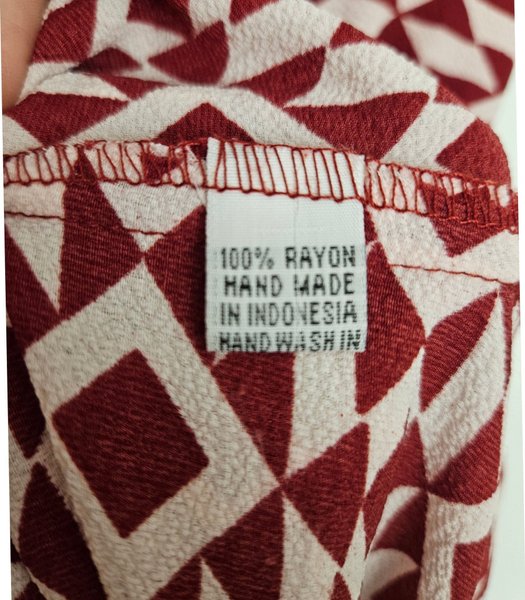 100% RAYON
HAND MADE
IN INDONESIA
HAND WASH IN